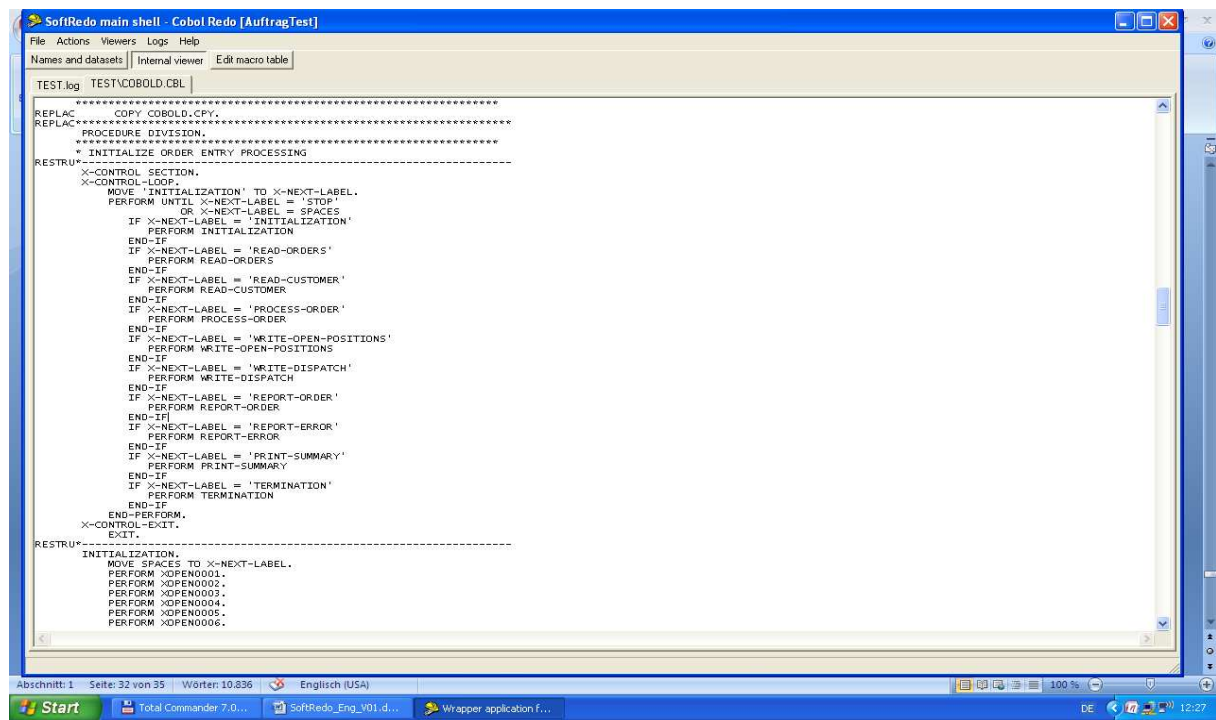 SoftRedo main shell - Cobol Redo [AuftragTest]
File Actions Viewers Logs Help
Names and datasets Internal viewer Edit macro table
TEST.log TEST\COBOLD.CBL
****************************************************************
REPLAC COPY COBOLD.CPY.
REPLAC******************************************************************
PROCEDURE DIVISION.
****************************************************************
* INITIALIZE ORDER ENTRY PROCESSING
RESTRU*-----------------------------------------------------------------
X-CONTROL SECTION.
X-CONTROL-LOOP.
MOVE 'INITIALIZATION' TO X-NEXT-LABEL.
PERFORM UNTIL X-NEXT-LABEL = 'STOP'
OR X-NEXT-LABEL = SPACES
IF X-NEXT-LABEL = 'INITIALIZATION'
PERFORM INITIALIZATION
END-IF
IF X-NEXT-LABEL = 'READ-ORDERS'
PERFORM READ-ORDERS
END-IF
IF X-NEXT-LABEL = 'READ-CUSTOMER'
PERFORM READ-CUSTOMER
END-IF
IF X-NEXT-LABEL = 'PROCESS-ORDER'
PERFORM PROCESS-ORDER
END-IF
IF X-NEXT-LABEL = 'WRITE-OPEN-POSITIONS'
PERFORM WRITE-OPEN-POSITIONS
END-IF
IF X-NEXT-LABEL = 'WRITE-DISPATCH'
PERFORM WRITE-DISPATCH
END-IF
IF X-NEXT-LABEL = 'REPORT-ORDER'
PERFORM REPORT-ORDER
END-IF
IF X-NEXT-LABEL = 'REPORT-ERROR'
PERFORM REPORT-ERROR
END-IF
IF X-NEXT-LABEL = 'PRINT-SUMMARY'
PERFORM PRINT-SUMMARY
END-IF
IF X-NEXT-LABEL = 'TERMINATION'
PERFORM TERMINATION
END-IF
END-PERFORM.
X-CONTROL-EXIT.
EXIT.
RESTRU*-----------------------------------------------------------------
INITIALIZATION.
MOVE SPACES TO X-NEXT-LABEL.
PERFORM XOPEN0001.
PERFORM XOPEN0002.
PERFORM XOPEN0003.
PERFORM XOPEN0004.
PERFORM XOPEN0005.
PERFORM XOPEN0006.
Abschnitt: 1 Seite: 32 von 35 Wörter: 10.836 Englisch (USA) 100 %
Start Total Commander 7.0... SoftRedo_Eng_V01.d... Wrapper application f... DE 12:27